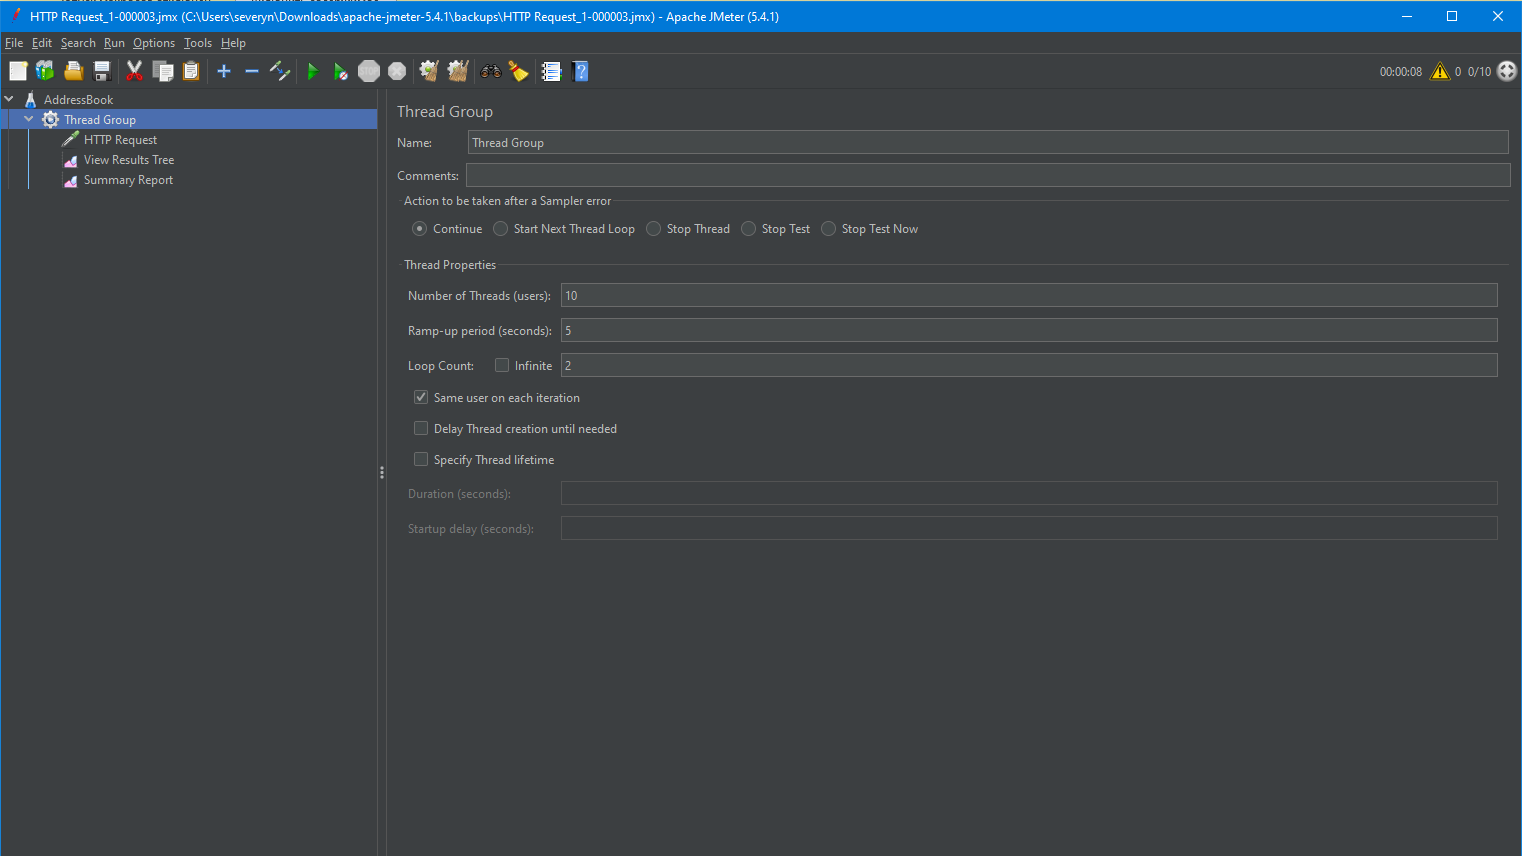 HTTP Request_1-000003.jmx (C:\Users\severyn\Downloads\apache-jmeter-5.4.1\backups\HTTP Request_1-000003.jmx) - Apache JMeter (5.4.1)
File Edit Search Run Options Tools Help
STOP 00:00:08 0 0/10
AddressBook
Thread Group
HTTP Request
View Results Tree
Summary Report
Thread Group
Name: Thread Group
Comments:
Action to be taken after a Sampler error
Continue Start Next Thread Loop Stop Thread Stop Test Stop Test Now
Thread Properties
Number of Threads (users): 10
Ramp-up period (seconds): 5
Loop Count: Infinite 2
Same user on each iteration
Delay Thread creation until needed
Specify Thread lifetime
Duration (seconds):
Startup delay (seconds):